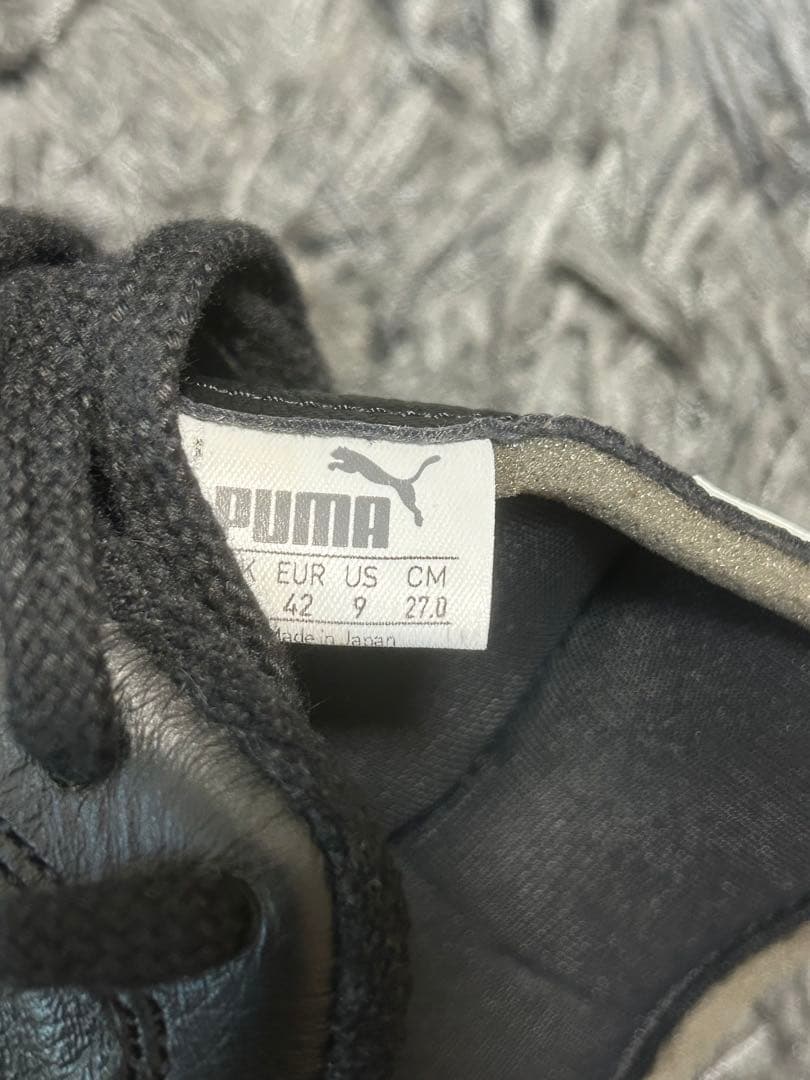 PUMA
K EUR US CM
42 9 27.0
Made in Japan